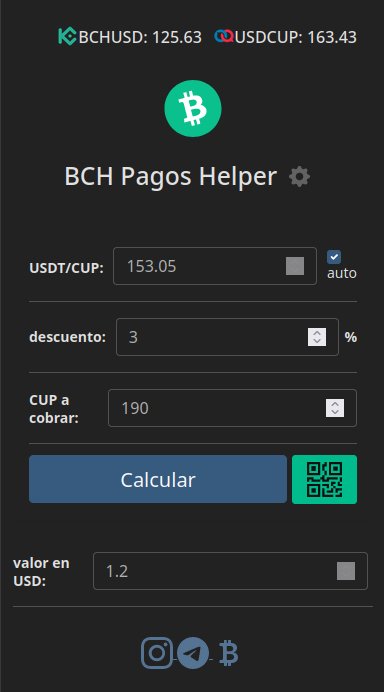 BCHUSD: 125.63 USDCUP: 163.43
BCH Pagos Helper
USDT/CUP: 153.05 auto
descuento: 3 %
CUP a
cobrar: 190
Calcular
valor en
USD: 1.2